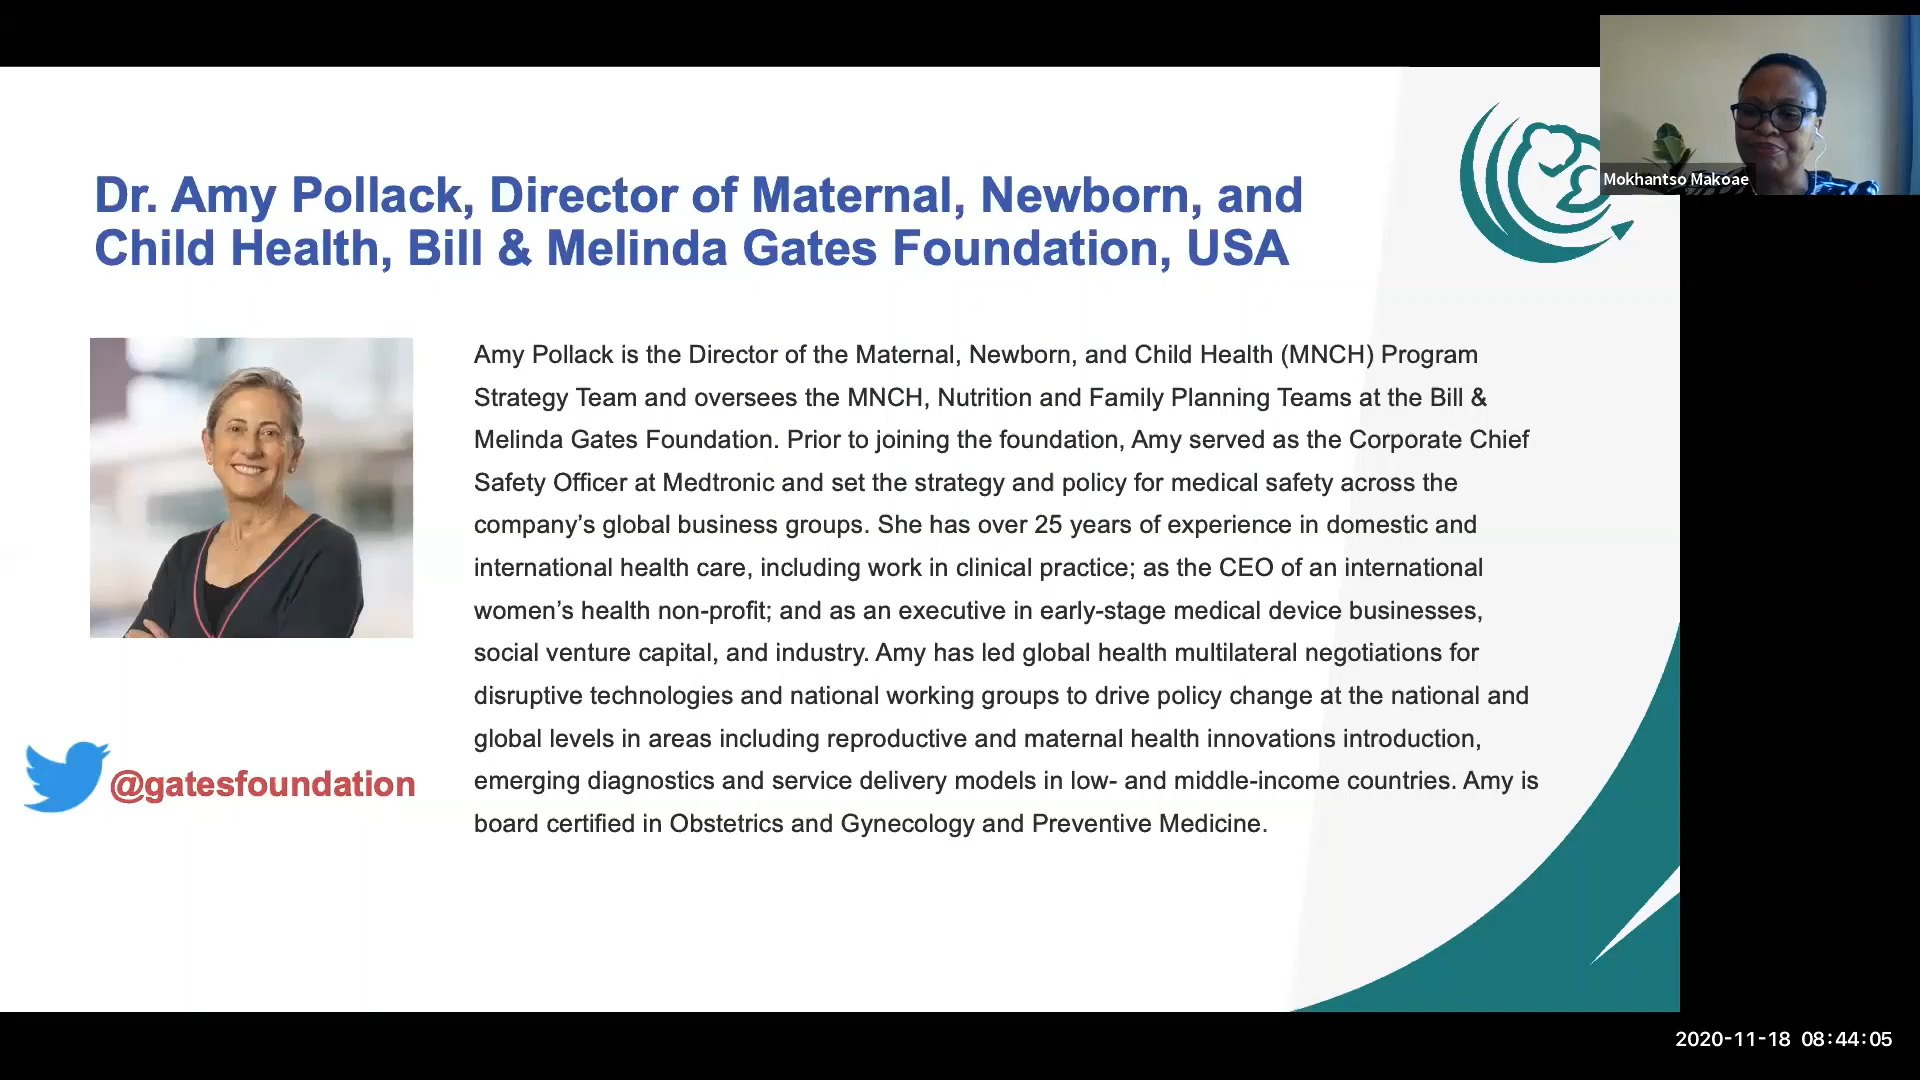 Mokhantso Makoae
Dr. Amy Pollack, Director of Maternal, Newborn, and
Child Health, Bill & Melinda Gates Foundation, USA
Amy Pollack is the Director of the Maternal, Newborn, and Child Health (MNCH) Program
Strategy Team and oversees the MNCH, Nutrition and Family Planning Teams at the Bill &
Melinda Gates Foundation. Prior to joining the foundation, Amy served as the Corporate Chief
Safety Officer at Medtronic and set the strategy and policy for medical safety across the
company’s global business groups. She has over 25 years of experience in domestic and
international health care, including work in clinical practice; as the CEO of an international
women’s health non-profit; and as an executive in early-stage medical device businesses,
social venture capital, and industry. Amy has led global health multilateral negotiations for
disruptive technologies and national working groups to drive policy change at the national and
global levels in areas including reproductive and maternal health innovations introduction,
emerging diagnostics and service delivery models in low- and middle-income countries. Amy is
board certified in Obstetrics and Gynecology and Preventive Medicine.
@gatesfoundation
2020-11-18 08:44:05